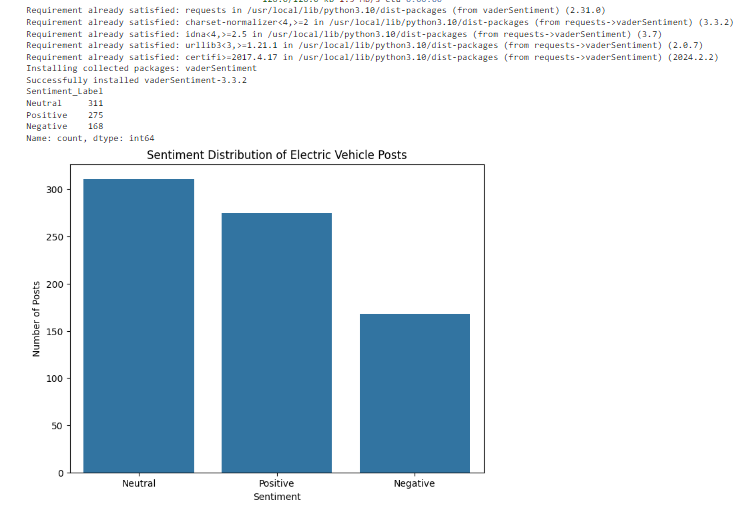 Requirement already satisfied: requests in /usr/local/lib/python3.10/dist-packages (from vaderSentiment) (2.31.0)
Requirement already satisfied: charset-normalizer<4,>=2 in /usr/local/lib/python3.10/dist-packages (from requests->vaderSentiment) (3.3.2)
Requirement already satisfied: idna<4,>=2.5 in /usr/local/lib/python3.10/dist-packages (from requests->vaderSentiment) (3.7)
Requirement already satisfied: urllib3<3,>=1.21.1 in /usr/local/lib/python3.10/dist-packages (from requests->vaderSentiment) (2.0.7)
Requirement already satisfied: certifi>=2017.4.17 in /usr/local/lib/python3.10/dist-packages (from requests->vaderSentiment) (2024.2.2)
Installing collected packages: vaderSentiment
Successfully installed vaderSentiment-3.3.2
Sentiment_Label
Neutral 311
Positive 275
Negative 168
Name: count, dtype: int64
Sentiment Distribution of Electric Vehicle Posts
300
250
200
150
100
50
0
Number of Posts
Neutral Positive Negative
Sentiment